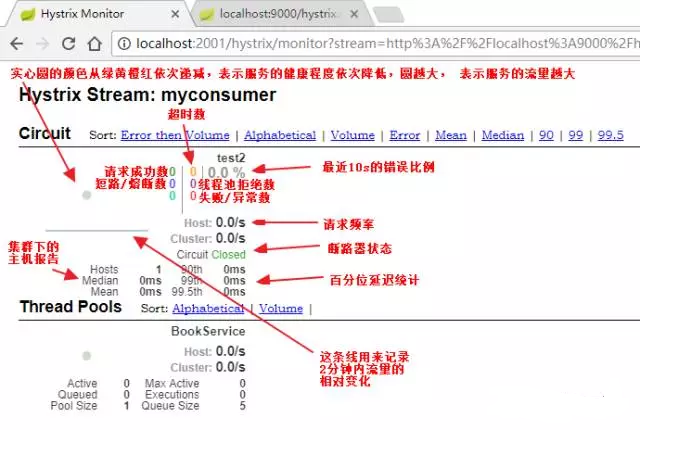 Hystrix Monitor
localhost:9000/hystrix
localhost:2001/hystrix/monitor?stream=http%3A%2F%2Flocalhost%3A9000%2Fh
实心圆的颜色从绿黄橙红依次递减，表示服务的健康程度依次降低，圆越大， 表示服务的流量越大
Hystrix Stream: myconsumer
超时数
Circuit Sort: Error then Volume | Alphabetical | Volume | Error | Mean | Median | 90 | 99 | 99.5
test2
请求成功数 0 | 0 0.0 % 最近10s的错误比例
短路/熔断数 0 | 0 线程池拒绝数
0 | 0 失败/异常数
Host: 0.0/s 请求频率
Cluster: 0.0/s
Circuit Closed 断路器状态
集群下的
主机报告
Hosts 1 90th 0ms
Median 0ms 99th 0ms 百分位延迟统计
Mean 0ms 99.5th 0ms
Thread Pools Sort: Alphabetical | Volume |
BookService
Host: 0.0/s
Cluster: 0.0/s
这条线用来记录
2分钟内流里的
相对变化
Active 0 Max Active 0
Queued 0 Executions 0
Pool Size 1 Queue Size 5